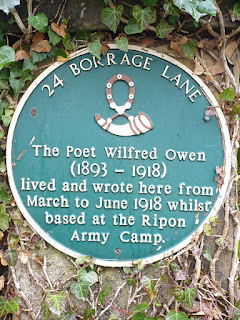 24 BORRAGE LANE
The Poet Wilfred Owen
(1893 – 1918)
lived and wrote here from
March to June 1918 whilst
based at the Ripon
Army Camp.